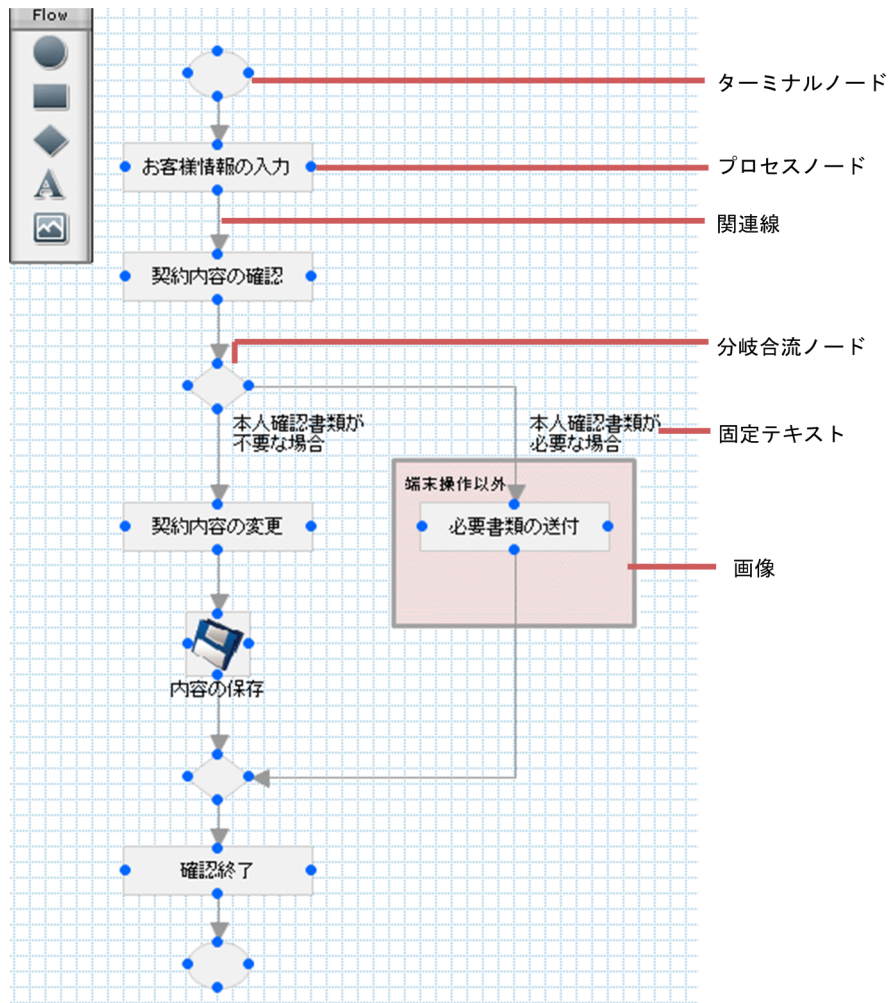 Flow
ターミナルノード
お客様情報の入力
プロセスノード
関連線
契約内容の確認
分岐合流ノード
本人確認書類が
不要な場合
本人確認書類が
必要な場合
固定テキスト
端末操作以外
契約内容の変更
必要書類の送付
画像
内容の保存
確認終了